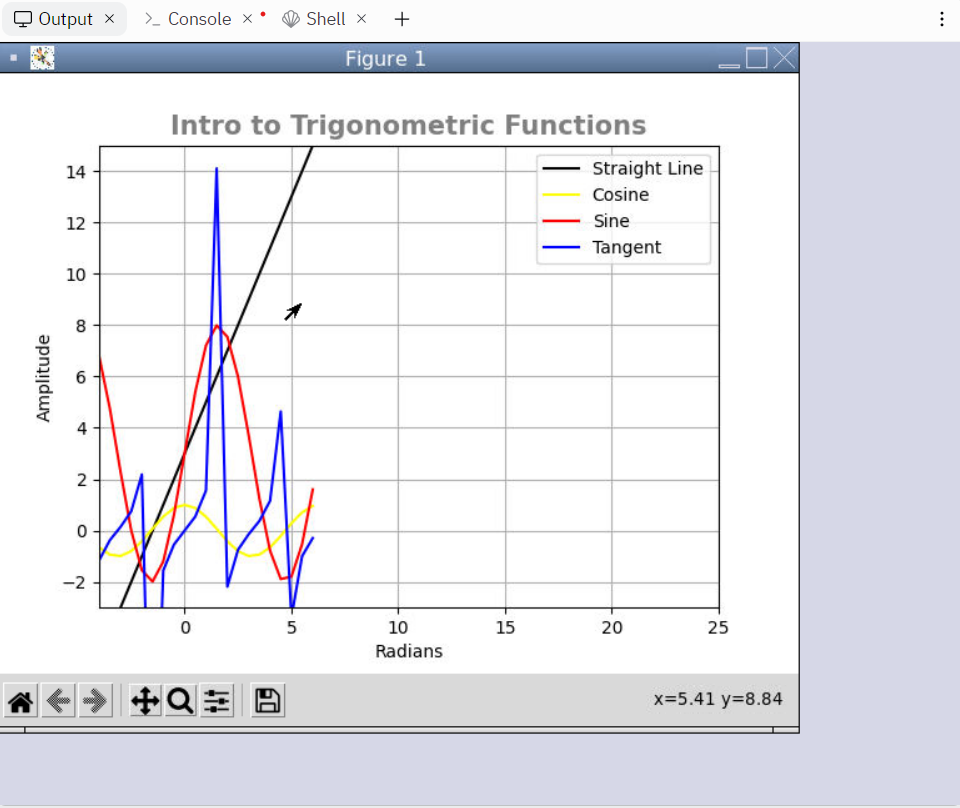 Output × >_ Console × Shell × +
Figure 1
Intro to Trigonometric Functions
Straight Line
Cosine
Sine
Tangent
14
12
10
8
6
4
2
0
−2
Amplitude
0 5 10 15 20 25
Radians
x=5.41 y=8.84